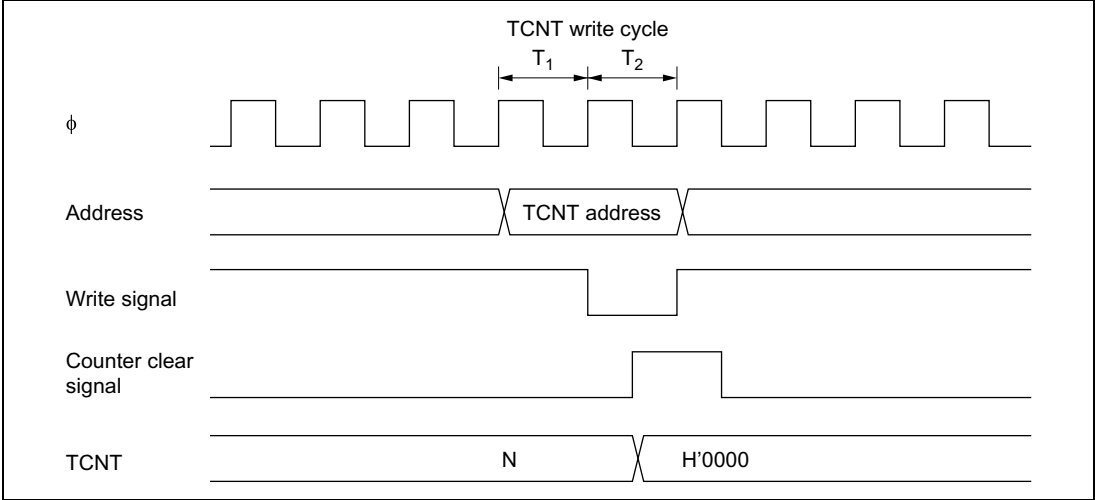 TCNT write cycle
T1 T2
ϕ
Address
TCNT address
Write signal
Counter clear
signal
TCNT
N
H'0000